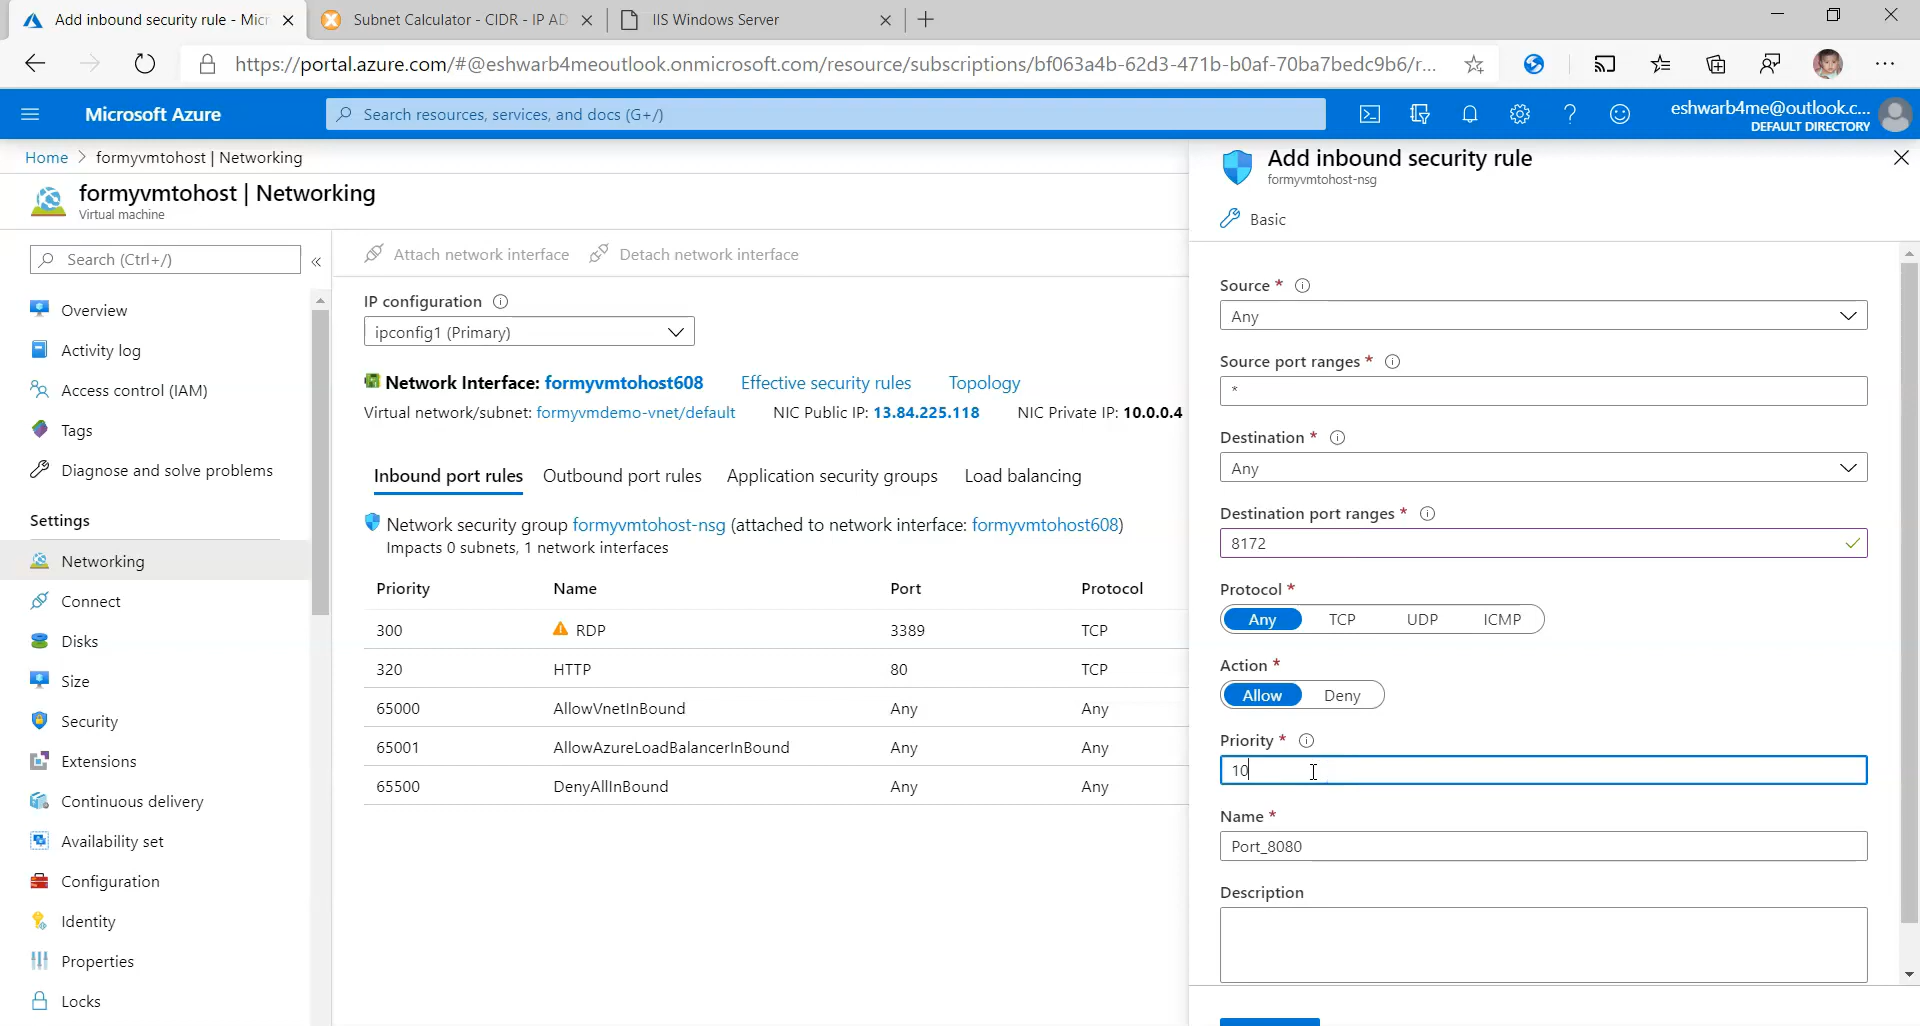 Add inbound security rule - Micr
Subnet Calculator - CIDR - IP AD
IIS Windows Server
https://portal.azure.com/#@eshwarb4meoutlook.onmicrosoft.com/resource/subscriptions/bf063a4b-62d3-471b-b0af-70ba7bedc9b6/r...
Microsoft Azure
Search resources, services, and docs (G+/)
eshwarb4me@outlook.c...
DEFAULT DIRECTORY
Home > formyvmtohost | Networking
formyvmtohost | Networking
Virtual machine
Search (Ctrl+/)
«
Overview
Activity log
Access control (IAM)
Tags
Diagnose and solve problems
Settings
Networking
Connect
Disks
Size
Security
Extensions
Continuous delivery
Availability set
Configuration
Identity
Properties
Locks
Attach network interface
Detach network interface
IP configuration
ipconfig1 (Primary)
Network Interface: formyvmtohost608 Effective security rules Topology
Virtual network/subnet: formyvmdemo-vnet/default NIC Public IP: 13.84.225.118 NIC Private IP: 10.0.0.4
Inbound port rules Outbound port rules Application security groups Load balancing
Network security group formyvmtohost-nsg (attached to network interface: formyvmtohost608)
Impacts 0 subnets, 1 network interfaces
Priority Name Port Protocol
300 RDP 3389 TCP
320 HTTP 80 TCP
65000 AllowVnetInBound Any Any
65001 AllowAzureLoadBalancerInBound Any Any
65500 DenyAllInBound Any Any
Add inbound security rule
formyvmtohost-nsg
Basic
Source *
Any
Source port ranges *
*
Destination *
Any
Destination port ranges *
8172
Protocol *
Any TCP UDP ICMP
Action *
Allow Deny
Priority *
10
Name *
Port_8080
Description